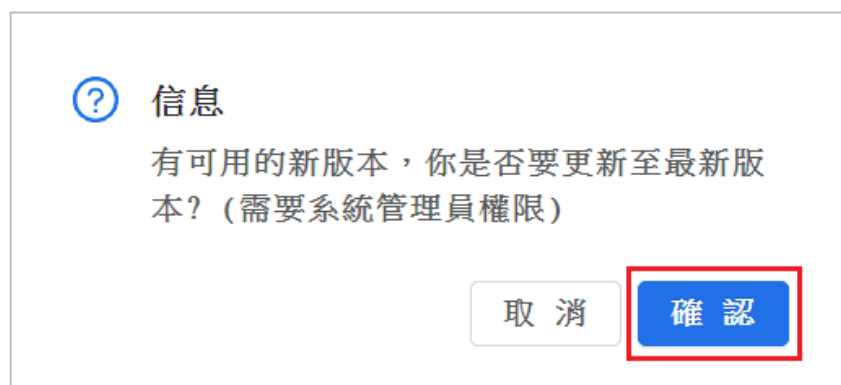 信息
有可用的新版本，你是否要更新至最新版
本？(需要系統管理員權限)
取 消
確 認